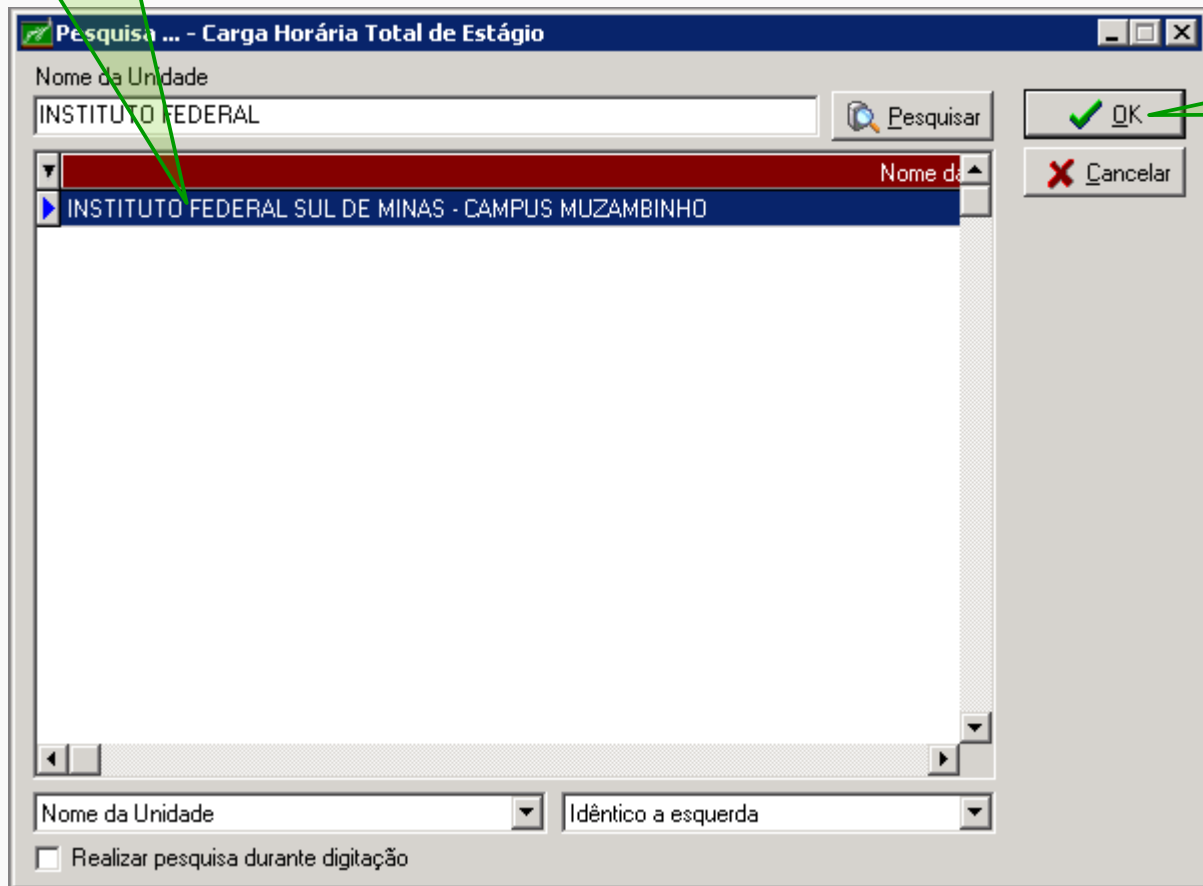 Pesquisa ... - Carga Horária Total de Estágio
Nome da Unidade
INSTITUTO FEDERAL
Pesquisar
OK
Cancelar
Nome da
INSTITUTO FEDERAL SUL DE MINAS - CAMPUS MUZAMBINHO
Nome da Unidade
Idêntico a esquerda
Realizar pesquisa durante digitação